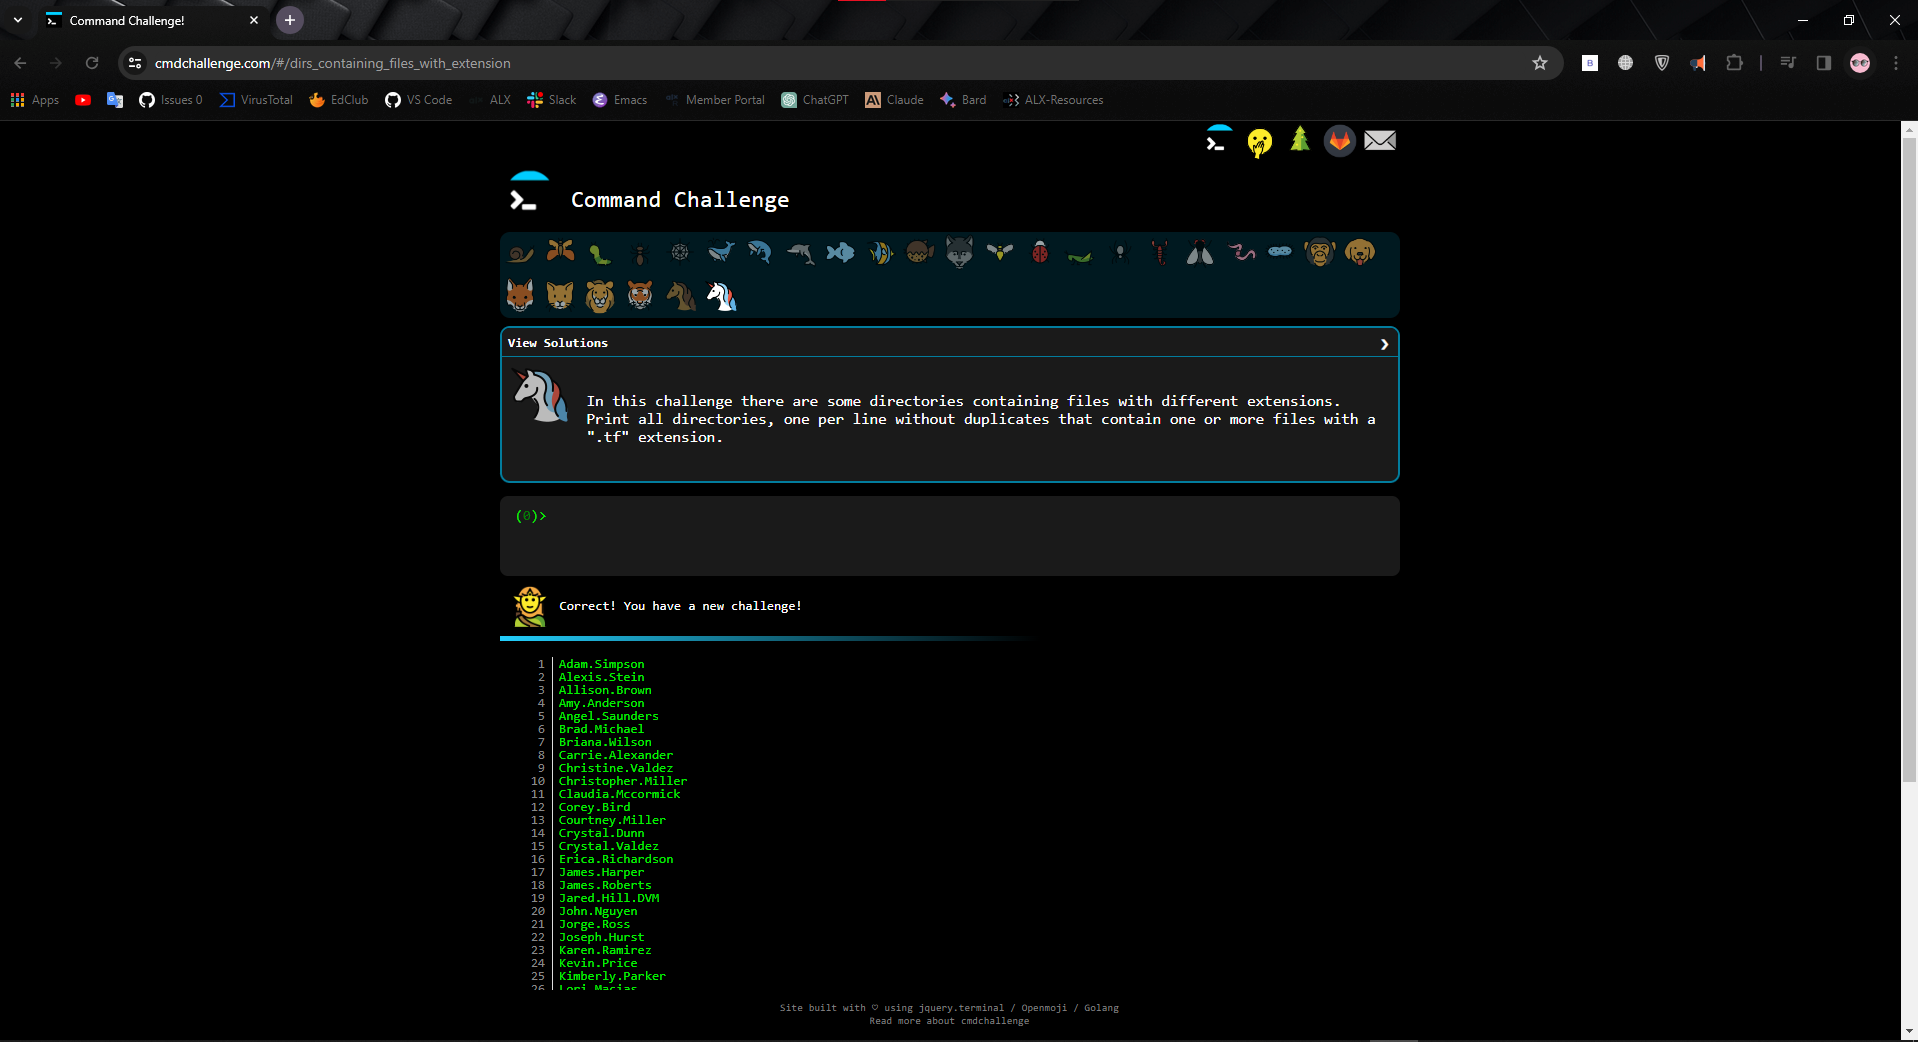 Command Challenge!
cmdchallenge.com/#/dirs_containing_files_with_extension
Apps
Issues 0
VirusTotal
EdClub
VS Code
ALX
Slack
Emacs
Member Portal
ChatGPT
Claude
Bard
ALX-Resources
Command Challenge
View Solutions
In this challenge there are some directories containing files with different extensions.
Print all directories, one per line without duplicates that contain one or more files with a
".tf" extension.
(0)>
Correct! You have a new challenge!
1 Adam.Simpson
2 Alexis.Stein
3 Allison.Brown
4 Amy.Anderson
5 Angel.Saunders
6 Brad.Michael
7 Briana.Wilson
8 Carrie.Alexander
9 Christine.Valdez
10 Christopher.Miller
11 Claudia.Mccormick
12 Corey.Bird
13 Courtney.Miller
14 Crystal.Dunn
15 Crystal.Valdez
16 Erica.Richardson
17 James.Harper
18 James.Roberts
19 Jared.Hill.DVM
20 John.Nguyen
21 Jorge.Ross
22 Joseph.Hurst
23 Karen.Ramirez
24 Kevin.Price
25 Kimberly.Parker
26 Lori.Macias
Site built with ♡ using jquery.terminal / Openmoji / Golang
Read more about cmdchallenge